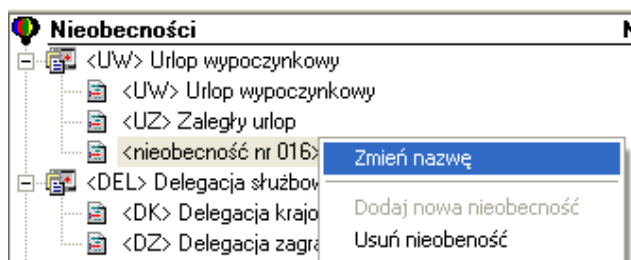 Nieobecności
<UW> Urlop wypoczynkowy
<UW> Urlop wypoczynkowy
<UZ> Zaległy urlop
<nieobecność nr 016>
Zmień nazwę
<DEL> Delegacja służbow
Dodaj nowa nieobecność
<DK> Delegacja krajo
Usuń nieobeność
<DZ> Delegacja zagra